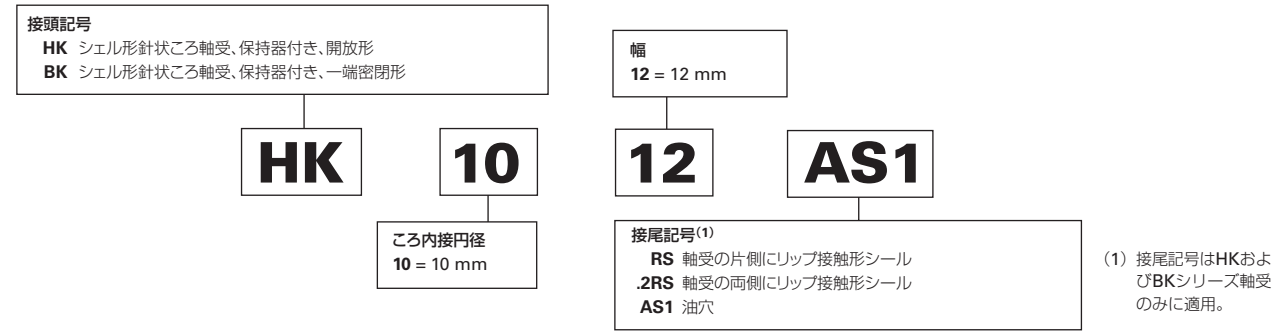 接頭記号
HK シェル形針状ころ軸受、保持器付き、開放形
BK シェル形針状ころ軸受、保持器付き、一端密閉形
幅
12 = 12 mm
HK 10 12 AS1
ころ内接円径
10 = 10 mm
接尾記号(1)
RS 軸受の片側にリップ接触形シール
.2RS 軸受の両側にリップ接触形シール
AS1 油穴
(1) 接尾記号はHKおよ
びBKシリーズ軸受
のみに適用。